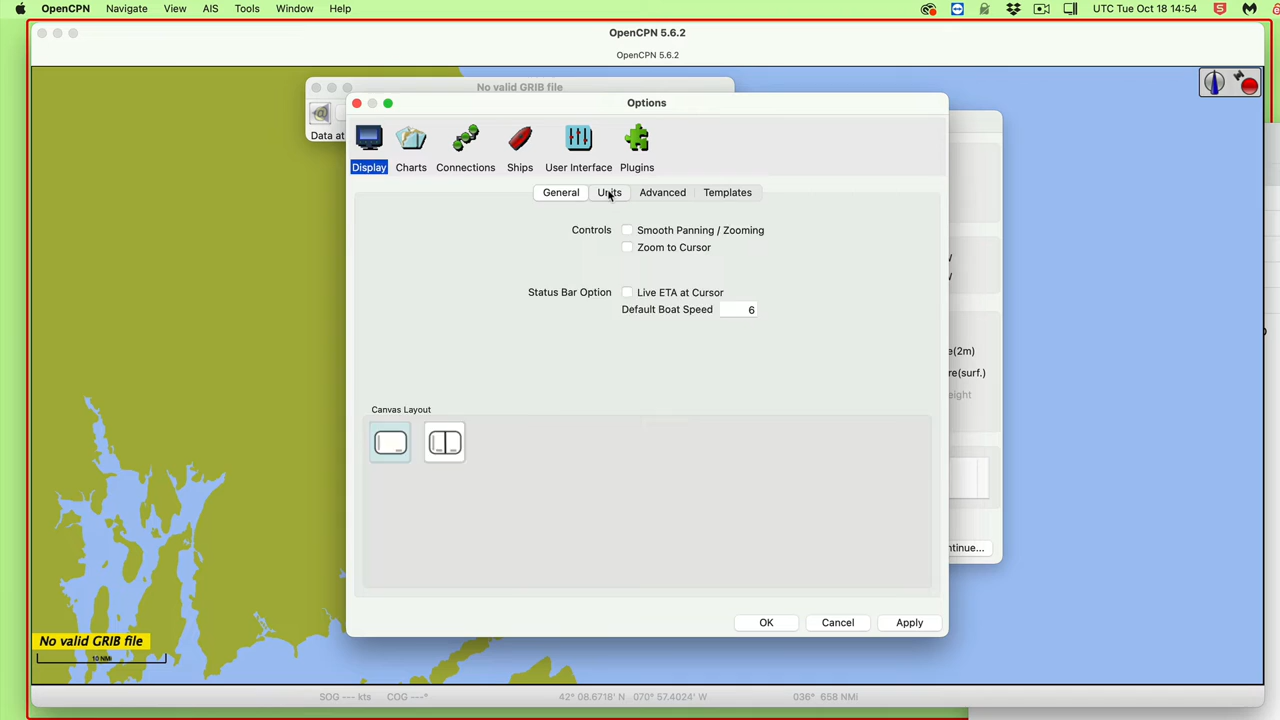 OpenCPN Navigate View AIS Tools Window Help UTC Tue Oct 18 14:54
OpenCPN 5.6.2
OpenCPN 5.6.2
No valid GRIB file
Data at
Options
Display Charts Connections Ships User Interface Plugins
General Units Advanced Templates
Controls Smooth Panning / Zooming
Zoom to Cursor
Status Bar Option Live ETA at Cursor
Default Boat Speed 6
e(2m)
re(surf.)
eight
Canvas Layout
ntinue...
OK Cancel Apply
No valid GRIB file
10 NMi
SOG --- kts COG ---° 42° 08.6718' N 070° 57.4024' W 036° 658 NMi